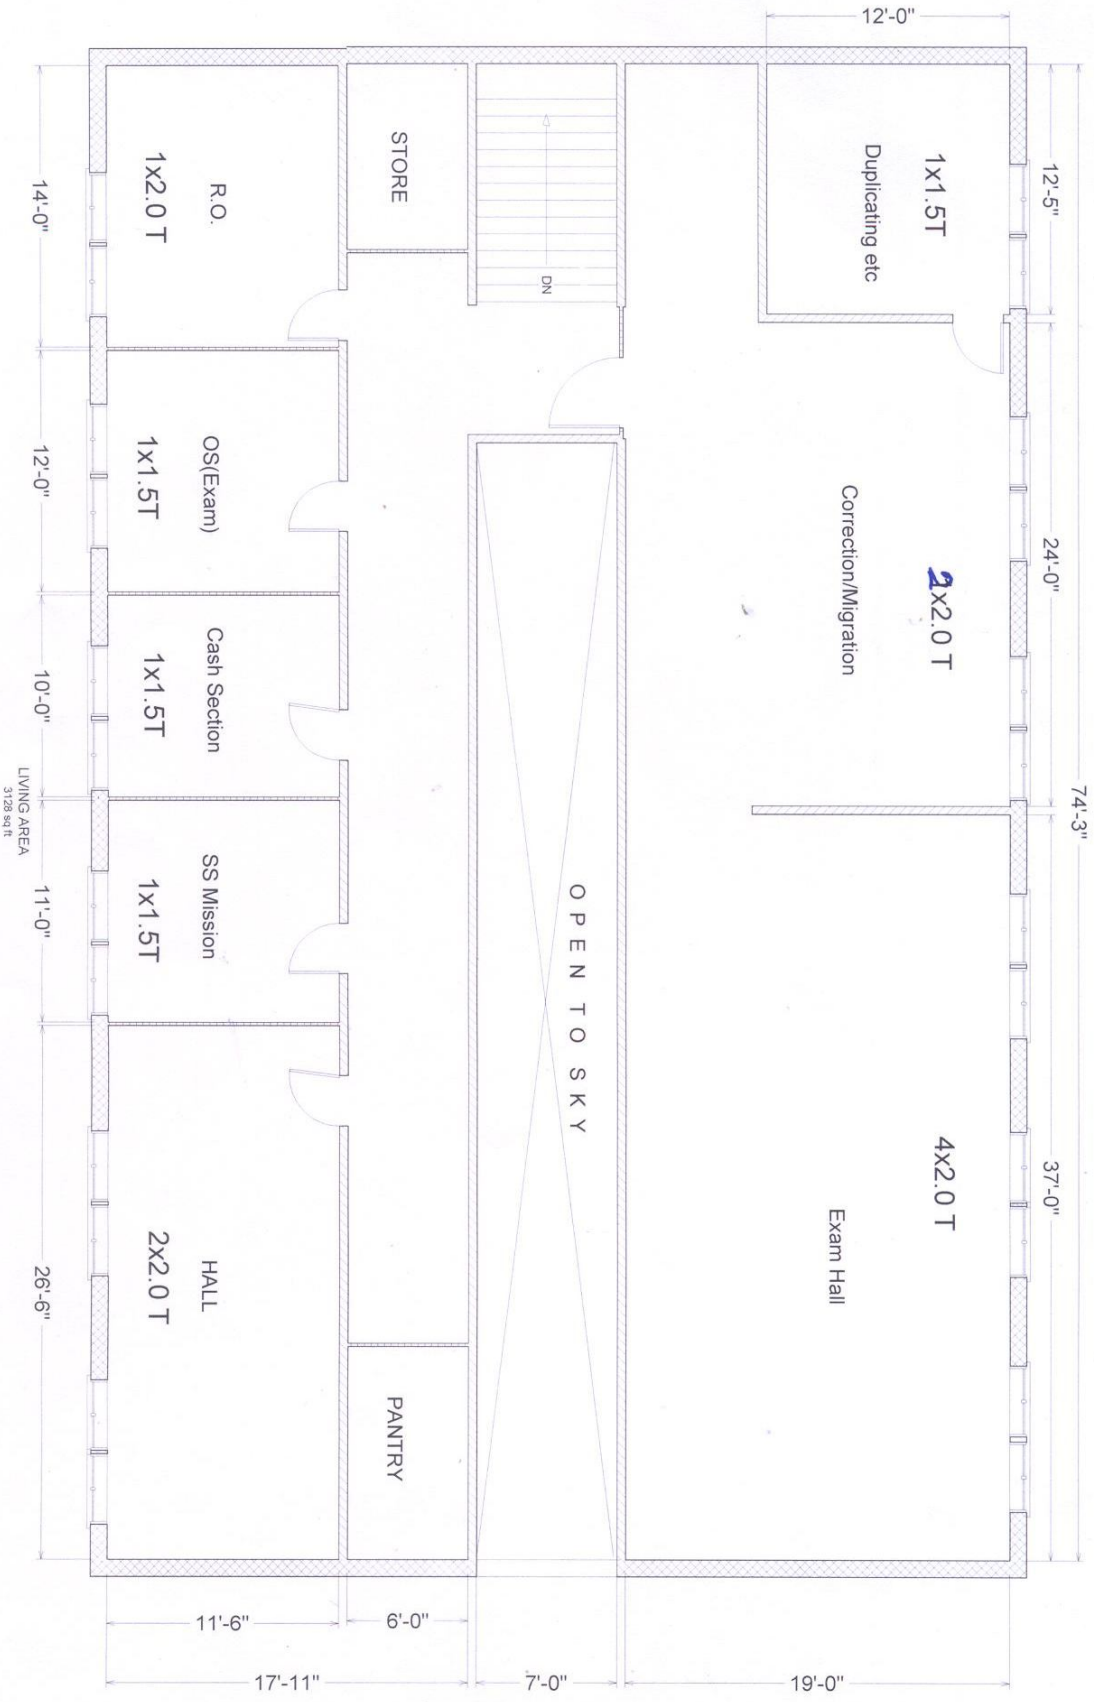 12'-0"
12'-5"
24'-0"
74'-3"
37'-0"
1x1.5T
Duplicating etc
2x2.0 T
Correction/Migration
4x2.0 T
Exam Hall
DN
OPEN TO SKY
STORE
PANTRY
R.O.
1x2.0 T
OS(Exam)
1x1.5T
Cash Section
1x1.5T
SS Mission
1x1.5T
HALL
2x2.0 T
14'-0"
12'-0"
10'-0"
11'-0"
26'-6"
LIVING AREA
3128 sq ft
11'-6"
6'-0"
17'-11"
7'-0"
19'-0"